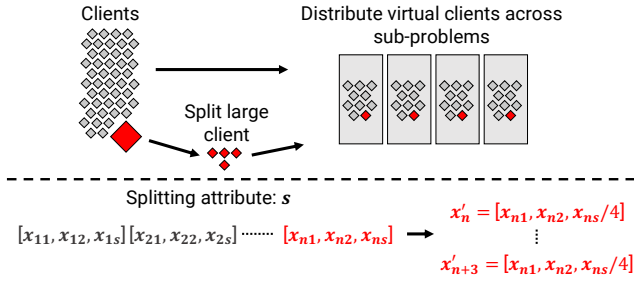 Clients
Distribute virtual clients across
sub-problems
Split large
client
Splitting attribute: s
[x₁₁, x₁₂, x₁ₛ][x₂₁, x₂₂, x₂ₛ] ········ [xₙ₁, xₙ₂, xₙₛ]
x′ₙ = [xₙ₁, xₙ₂, xₙₛ/4]
⋮
x′ₙ₊₃ = [xₙ₁, xₙ₂, xₙₛ/4]